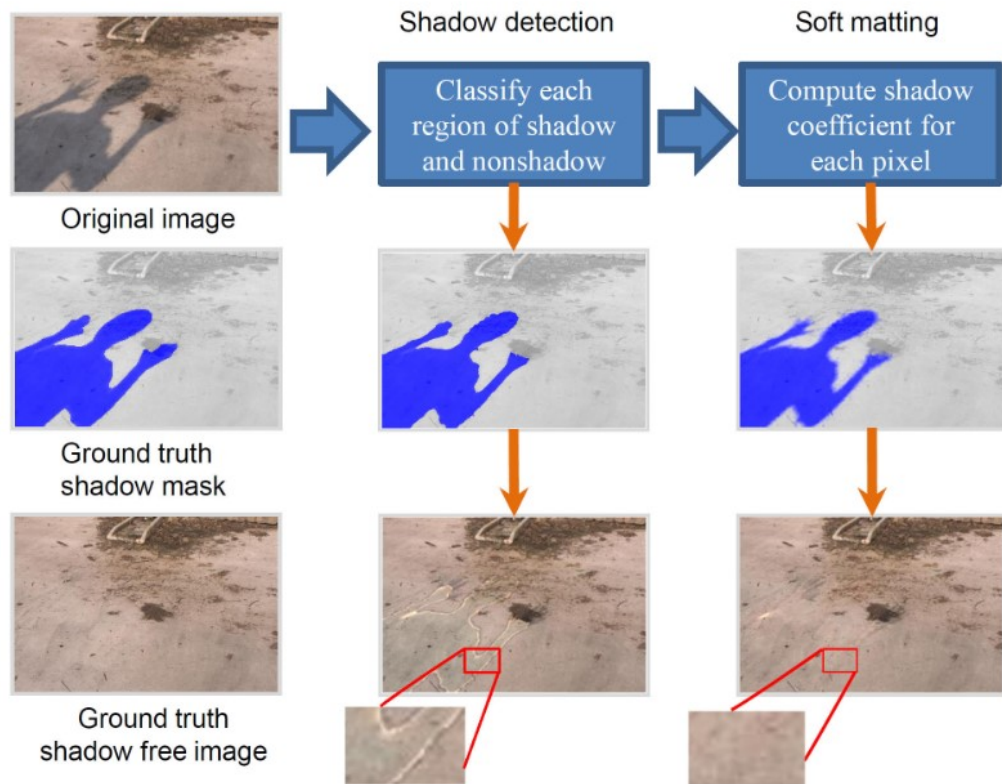 Shadow detection
Soft matting
Classify each
region of shadow
and nonshadow
Compute shadow
coefficient for
each pixel
Original image
Ground truth
shadow mask
Ground truth
shadow free image